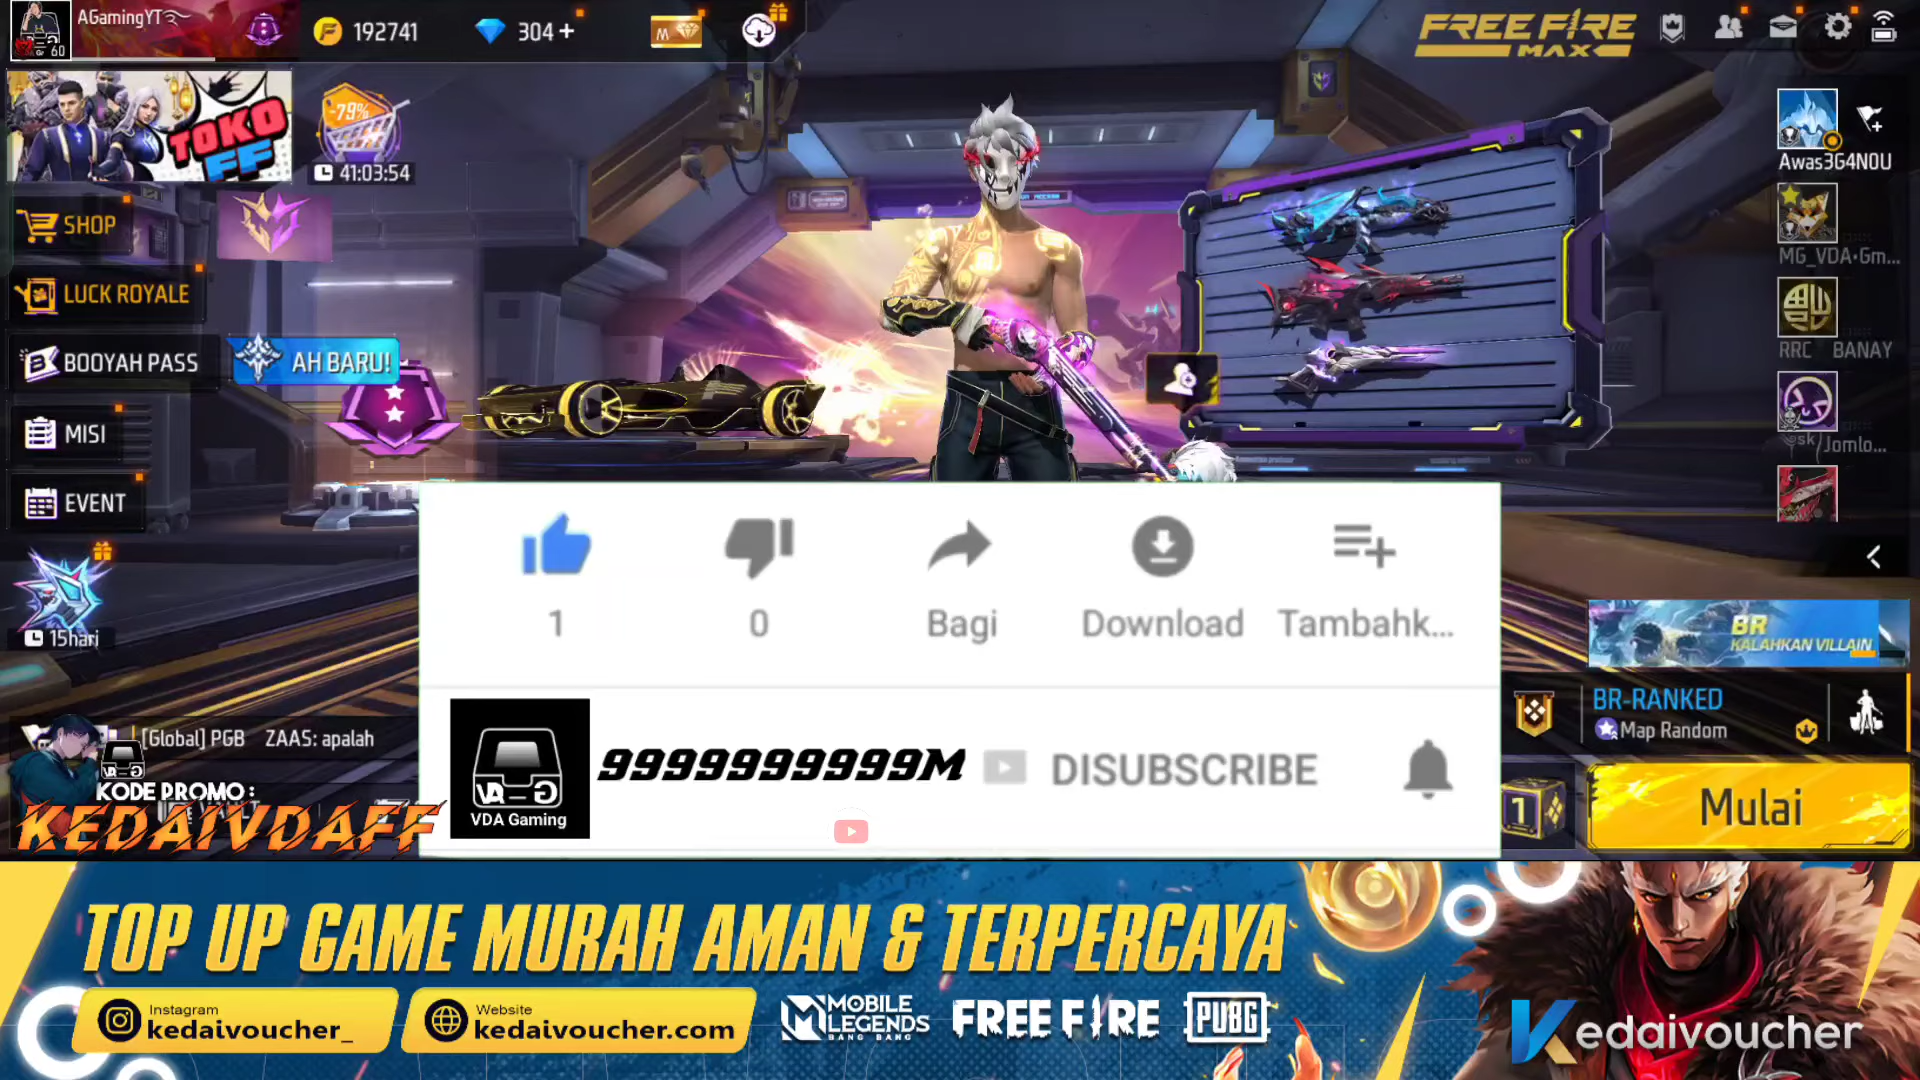 AGamingYT
60
192741
304 +
M
FREE FIRE
MAX
TOKO
FF
-79%
41:03:54
SHOP
LUCK ROYALE
BOOYAH PASS
AH BARU!
MISI
EVENT
15hari
Awas3G4N0U
MG_VDA•Gm...
RRC BANAY
sk/Jomlo...
1
0
Bagi
Download
Tambahk...
VDA Gaming
9999999999M
DISUBSCRIBE
BR
KALAHKAN VILLAIN
BR-RANKED
Map Random
1
Mulai
[Global] PGB ZAAS: apalah
KODE PROMO :
KEDAIVDAFF
TOP UP GAME MURAH AMAN & TERPERCAYA
Instagram
kedaivoucher_
Website
kedaivoucher.com
MOBILE
LEGENDS
BANG BANG
FREE FIRE
PUBG
Kedaivoucher